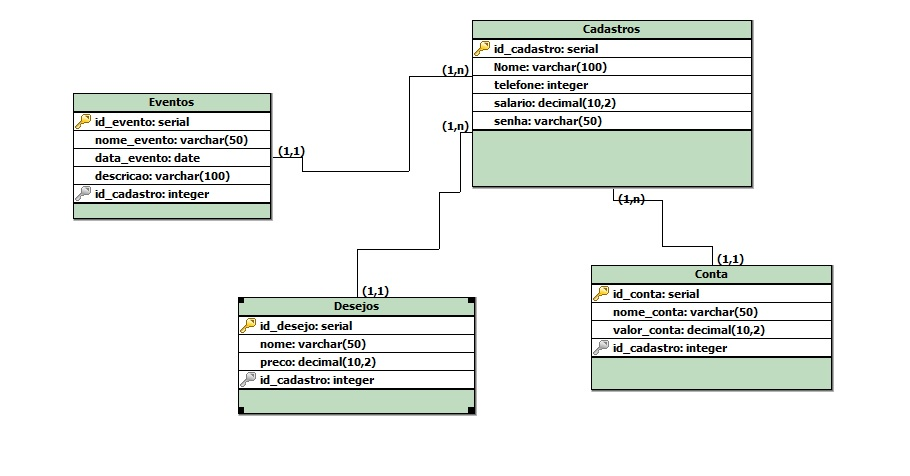 Cadastros
id_cadastro: serial
Nome: varchar(100)
telefone: integer
salario: decimal(10,2)
senha: varchar(50)
(1,n)
(1,n)
(1,n)
Eventos
id_evento: serial
nome_evento: varchar(50)
data_evento: date
descricao: varchar(100)
id_cadastro: integer
(1,1)
(1,1)
Desejos
id_desejo: serial
nome: varchar(50)
preco: decimal(10,2)
id_cadastro: integer
(1,1)
Conta
id_conta: serial
nome_conta: varchar(50)
valor_conta: decimal(10,2)
id_cadastro: integer